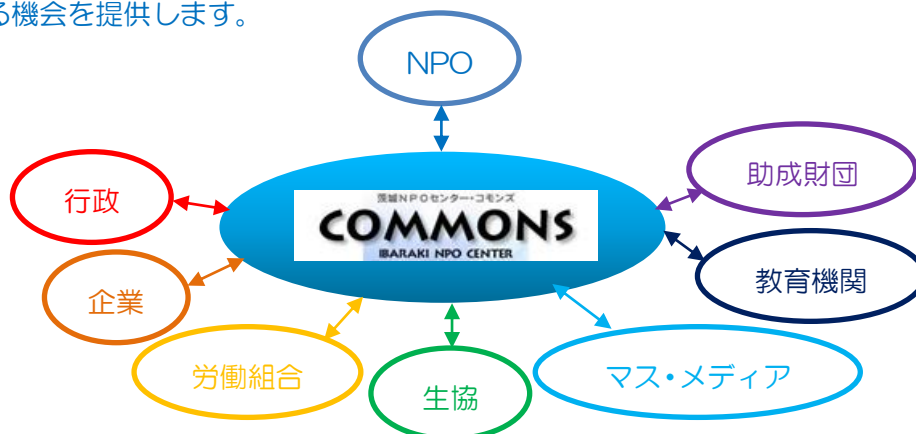 る機会を提供します。
NPO
助成財団
行政
茨城NPOセンター・コモンズ
COMMONS
IBARAKI NPO CENTER
教育機関
企業
労働組合
マス・メディア
生協